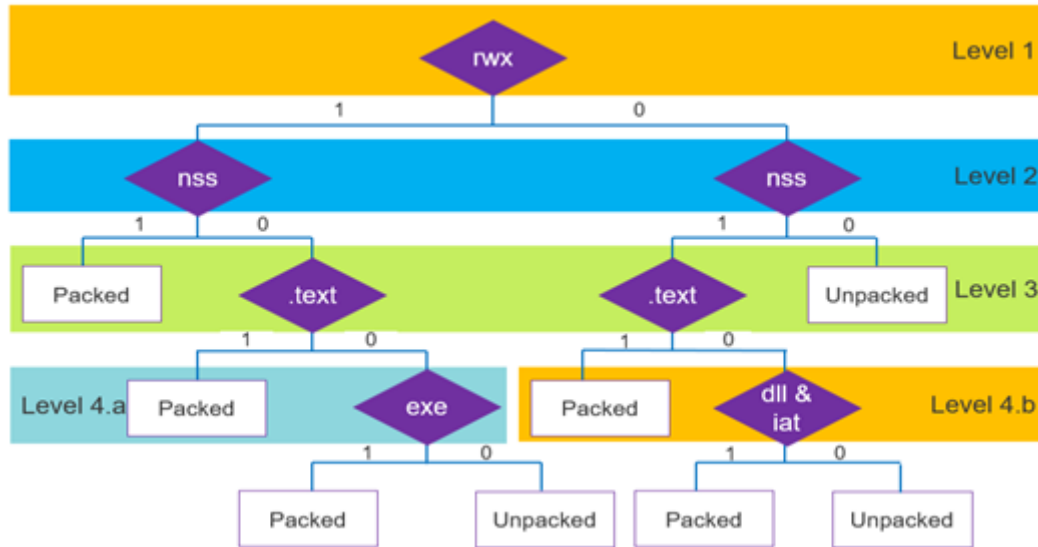 rwx
Level 1
1
0
nss
nss
Level 2
1
0
1
0
Packed
.text
.text
Unpacked
Level 3
1
0
1
0
Level 4.a
Packed
exe
Packed
dll &
iat
Level 4.b
1
0
1
0
Packed
Unpacked
Packed
Unpacked